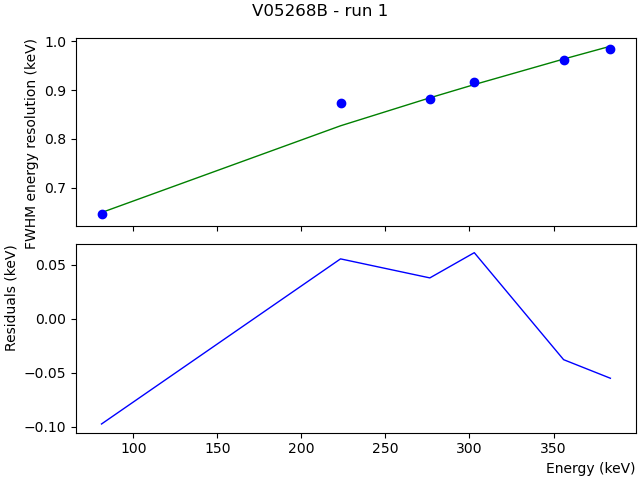 V05268B - run 1
FWHM energy resolution (keV)
1.0
0.9
0.8
0.7
Residuals (keV)
0.05
0.00
−0.05
−0.10
100 150 200 250 300 350
Energy (keV)